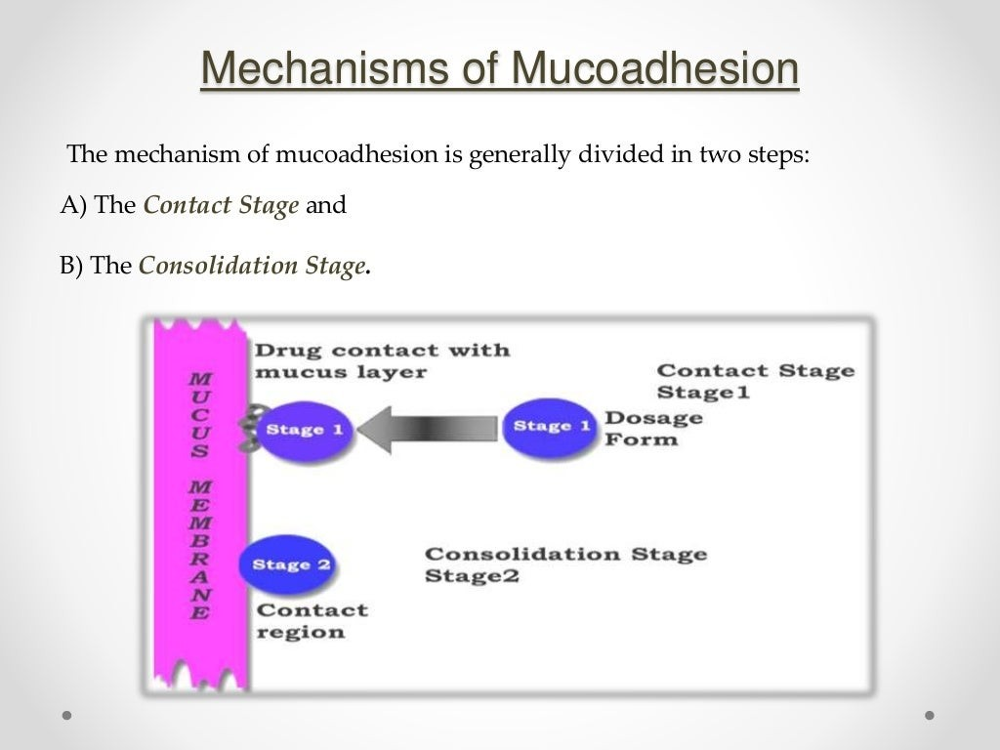 Mechanisms of Mucoadhesion
The mechanism of mucoadhesion is generally divided in two steps:
A) The Contact Stage and
B) The Consolidation Stage.
MUCUS MEMBRANE
Drug contact with
mucus layer
Contact Stage
Stage1
Stage 1
Stage 1
Dosage
Form
Stage 2
Consolidation Stage
Stage2
Contact
region